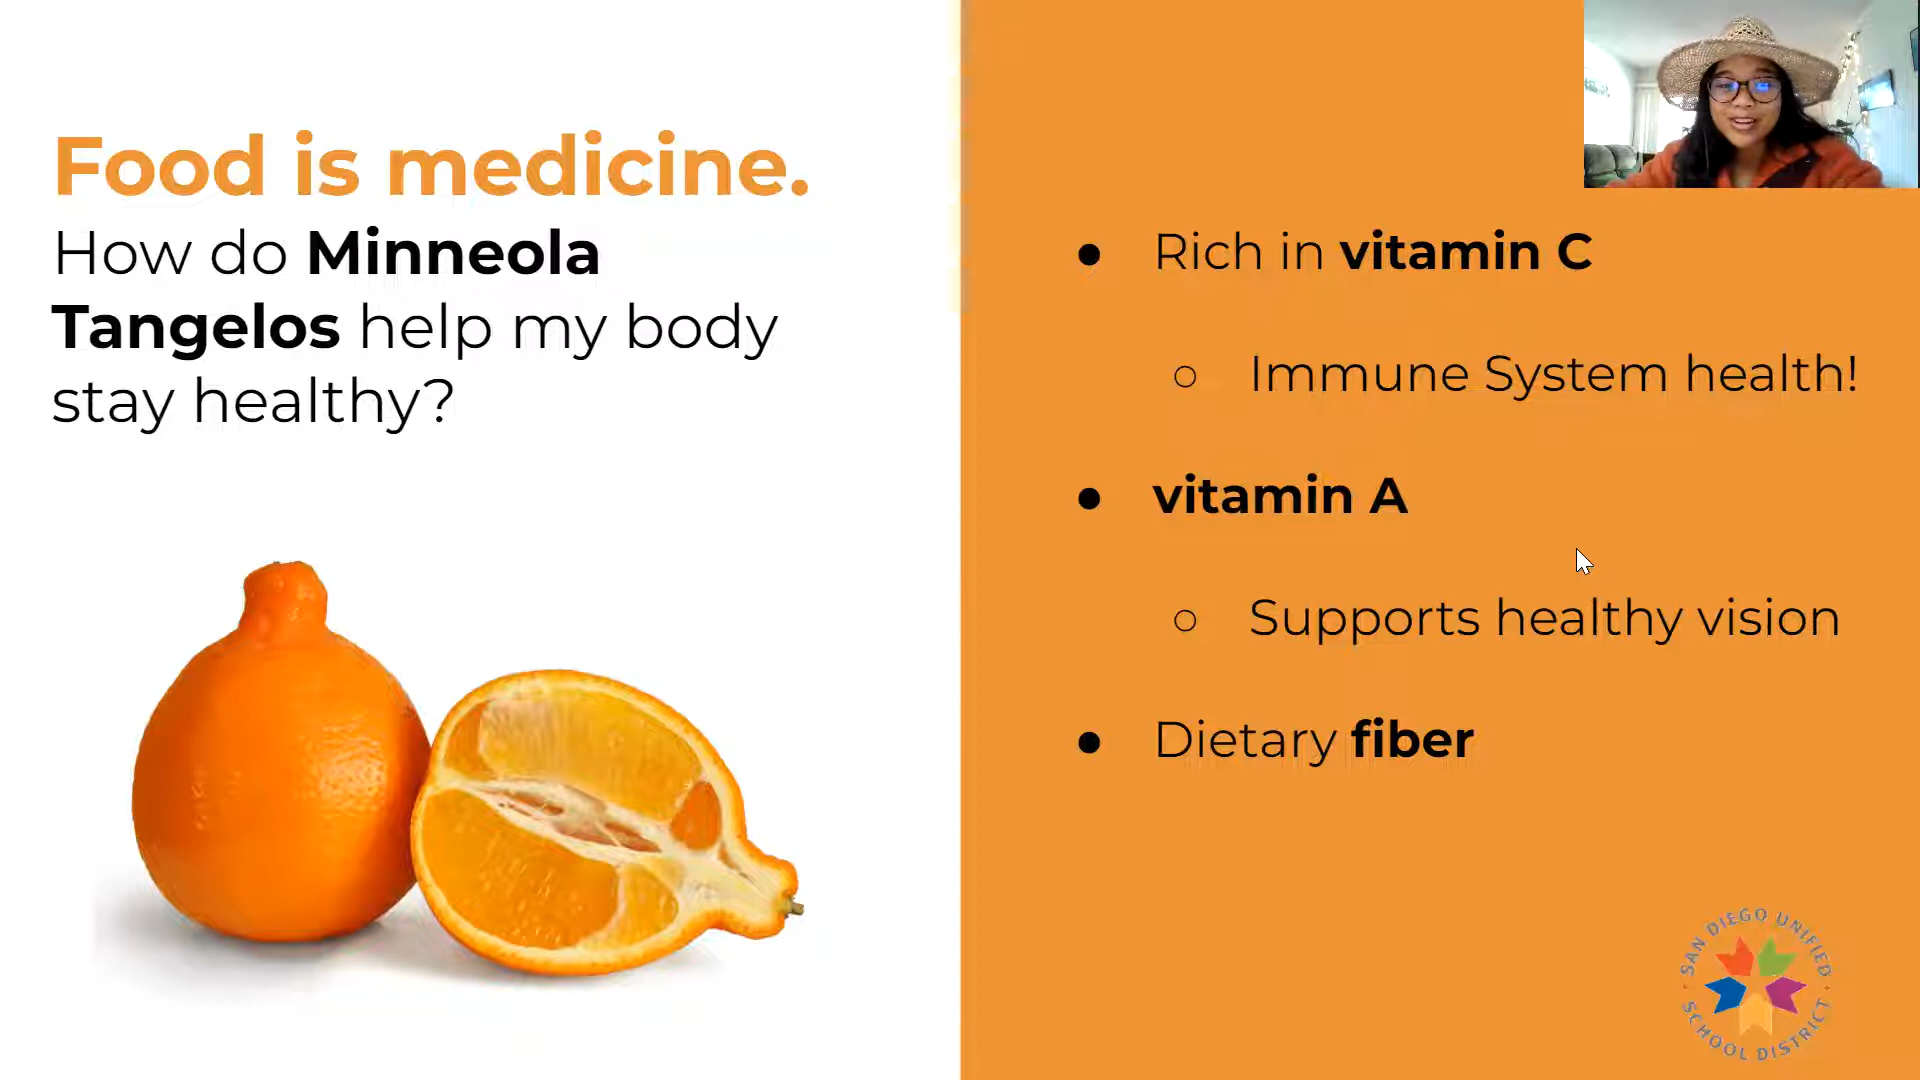 Food is medicine.
How do Minneola
Tangelos help my body
stay healthy?
● Rich in vitamin C
○ Immune System health!
● vitamin A
○ Supports healthy vision
● Dietary fiber
SAN DIEGO UNIFIED
SCHOOL DISTRICT